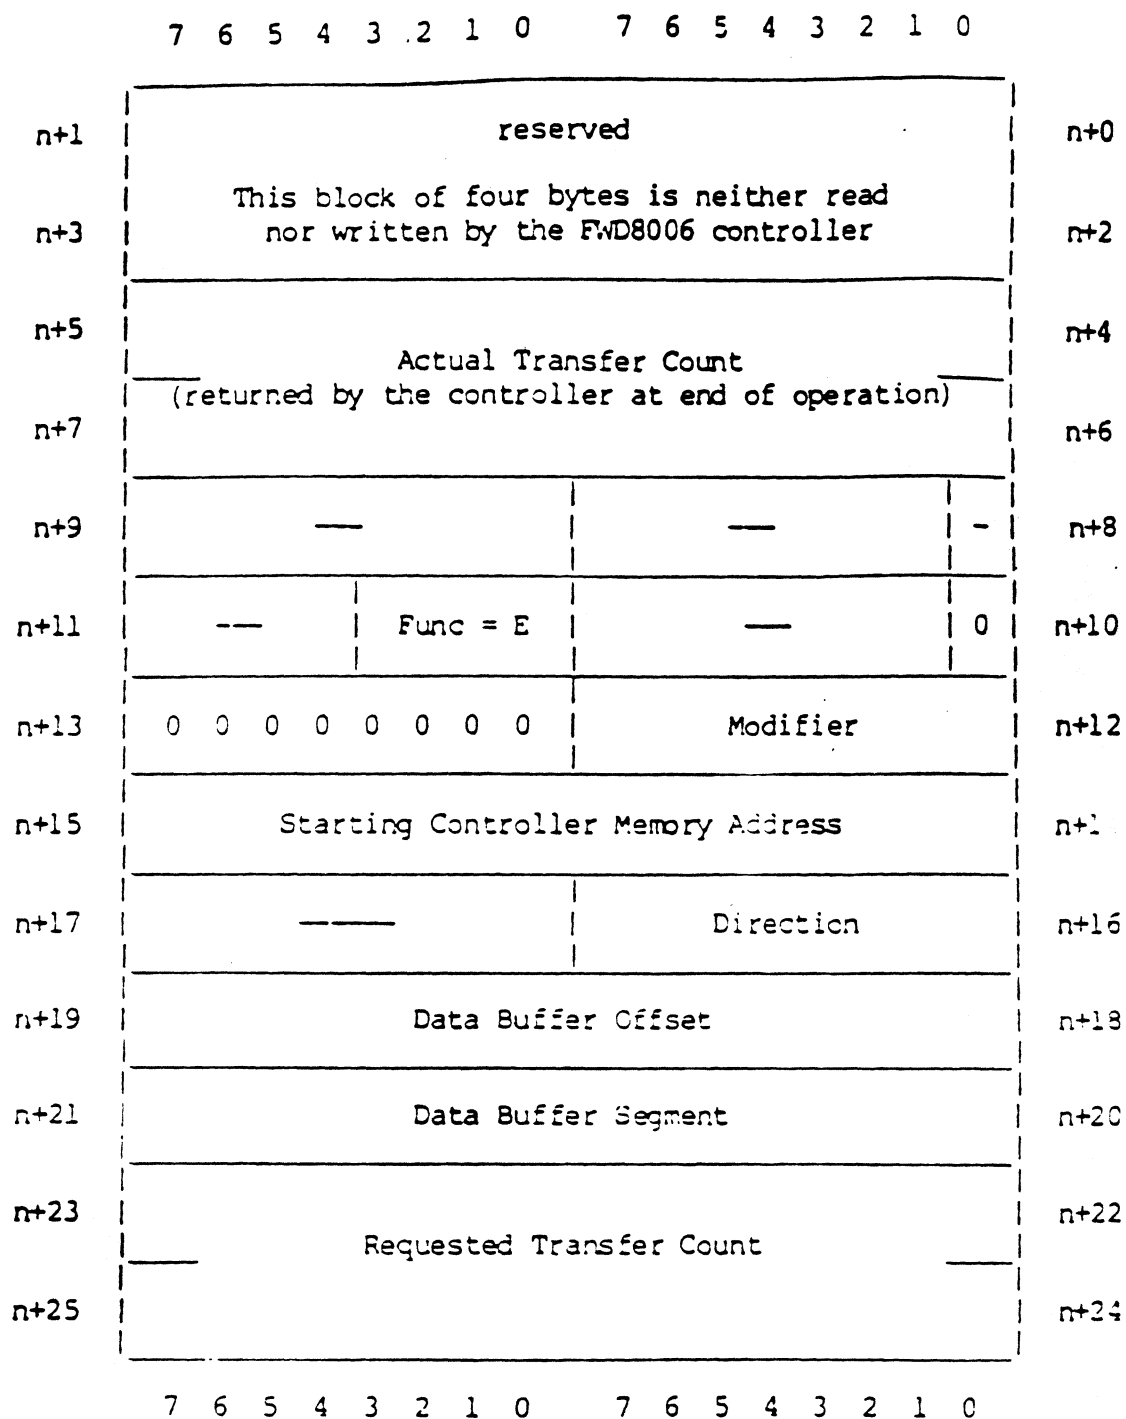 7 6 5 4 3 2 1 0 7 6 5 4 3 2 1 0
n+1 reserved n+0
This block of four bytes is neither read
n+3 nor written by the FWD8006 controller n+2
n+5 n+4
Actual Transfer Count
(returned by the controller at end of operation)
n+7 n+6
n+9 — — - n+8
n+11 -- Func = E — 0 n+10
n+13 0 0 0 0 0 0 0 0 Modifier n+12
n+15 Starting Controller Memory Address n+1
n+17 — Direction n+16
n+19 Data Buffer Offset n+18
n+21 Data Buffer Segment n+20
n+23 n+22
Requested Transfer Count
n+25 n+24
7 6 5 4 3 2 1 0 7 6 5 4 3 2 1 0